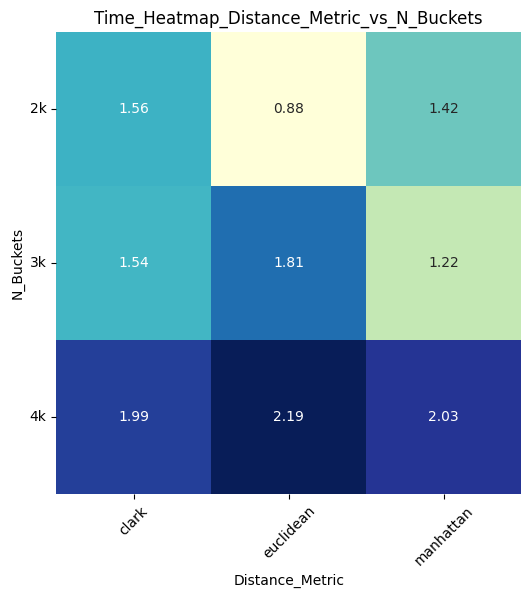 Time_Heatmap_Distance_Metric_vs_N_Buckets
N_Buckets
2k 1.56 0.88 1.42
3k 1.54 1.81 1.22
4k 1.99 2.19 2.03
clark euclidean manhattan
Distance_Metric